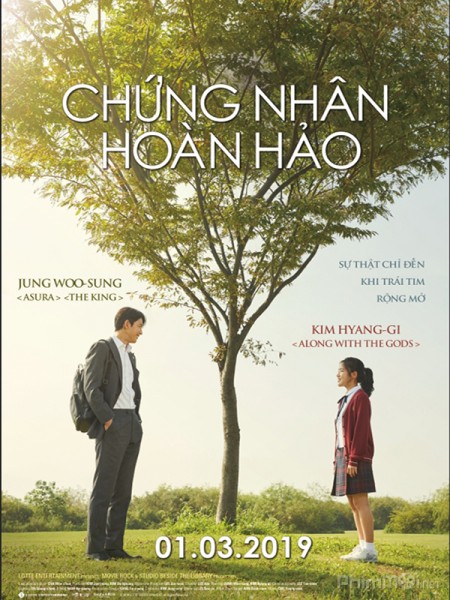 CHỨNG NHÂN
HOÀN HẢO
JUNG WOO-SUNG
<ASURA> <THE KING>
SỰ THẬT CHỈ ĐẾN
KHI TRÁI TIM
RỘNG MỞ
KIM HYANG-GI
<ALONG WITH THE GODS>
01.03.2019